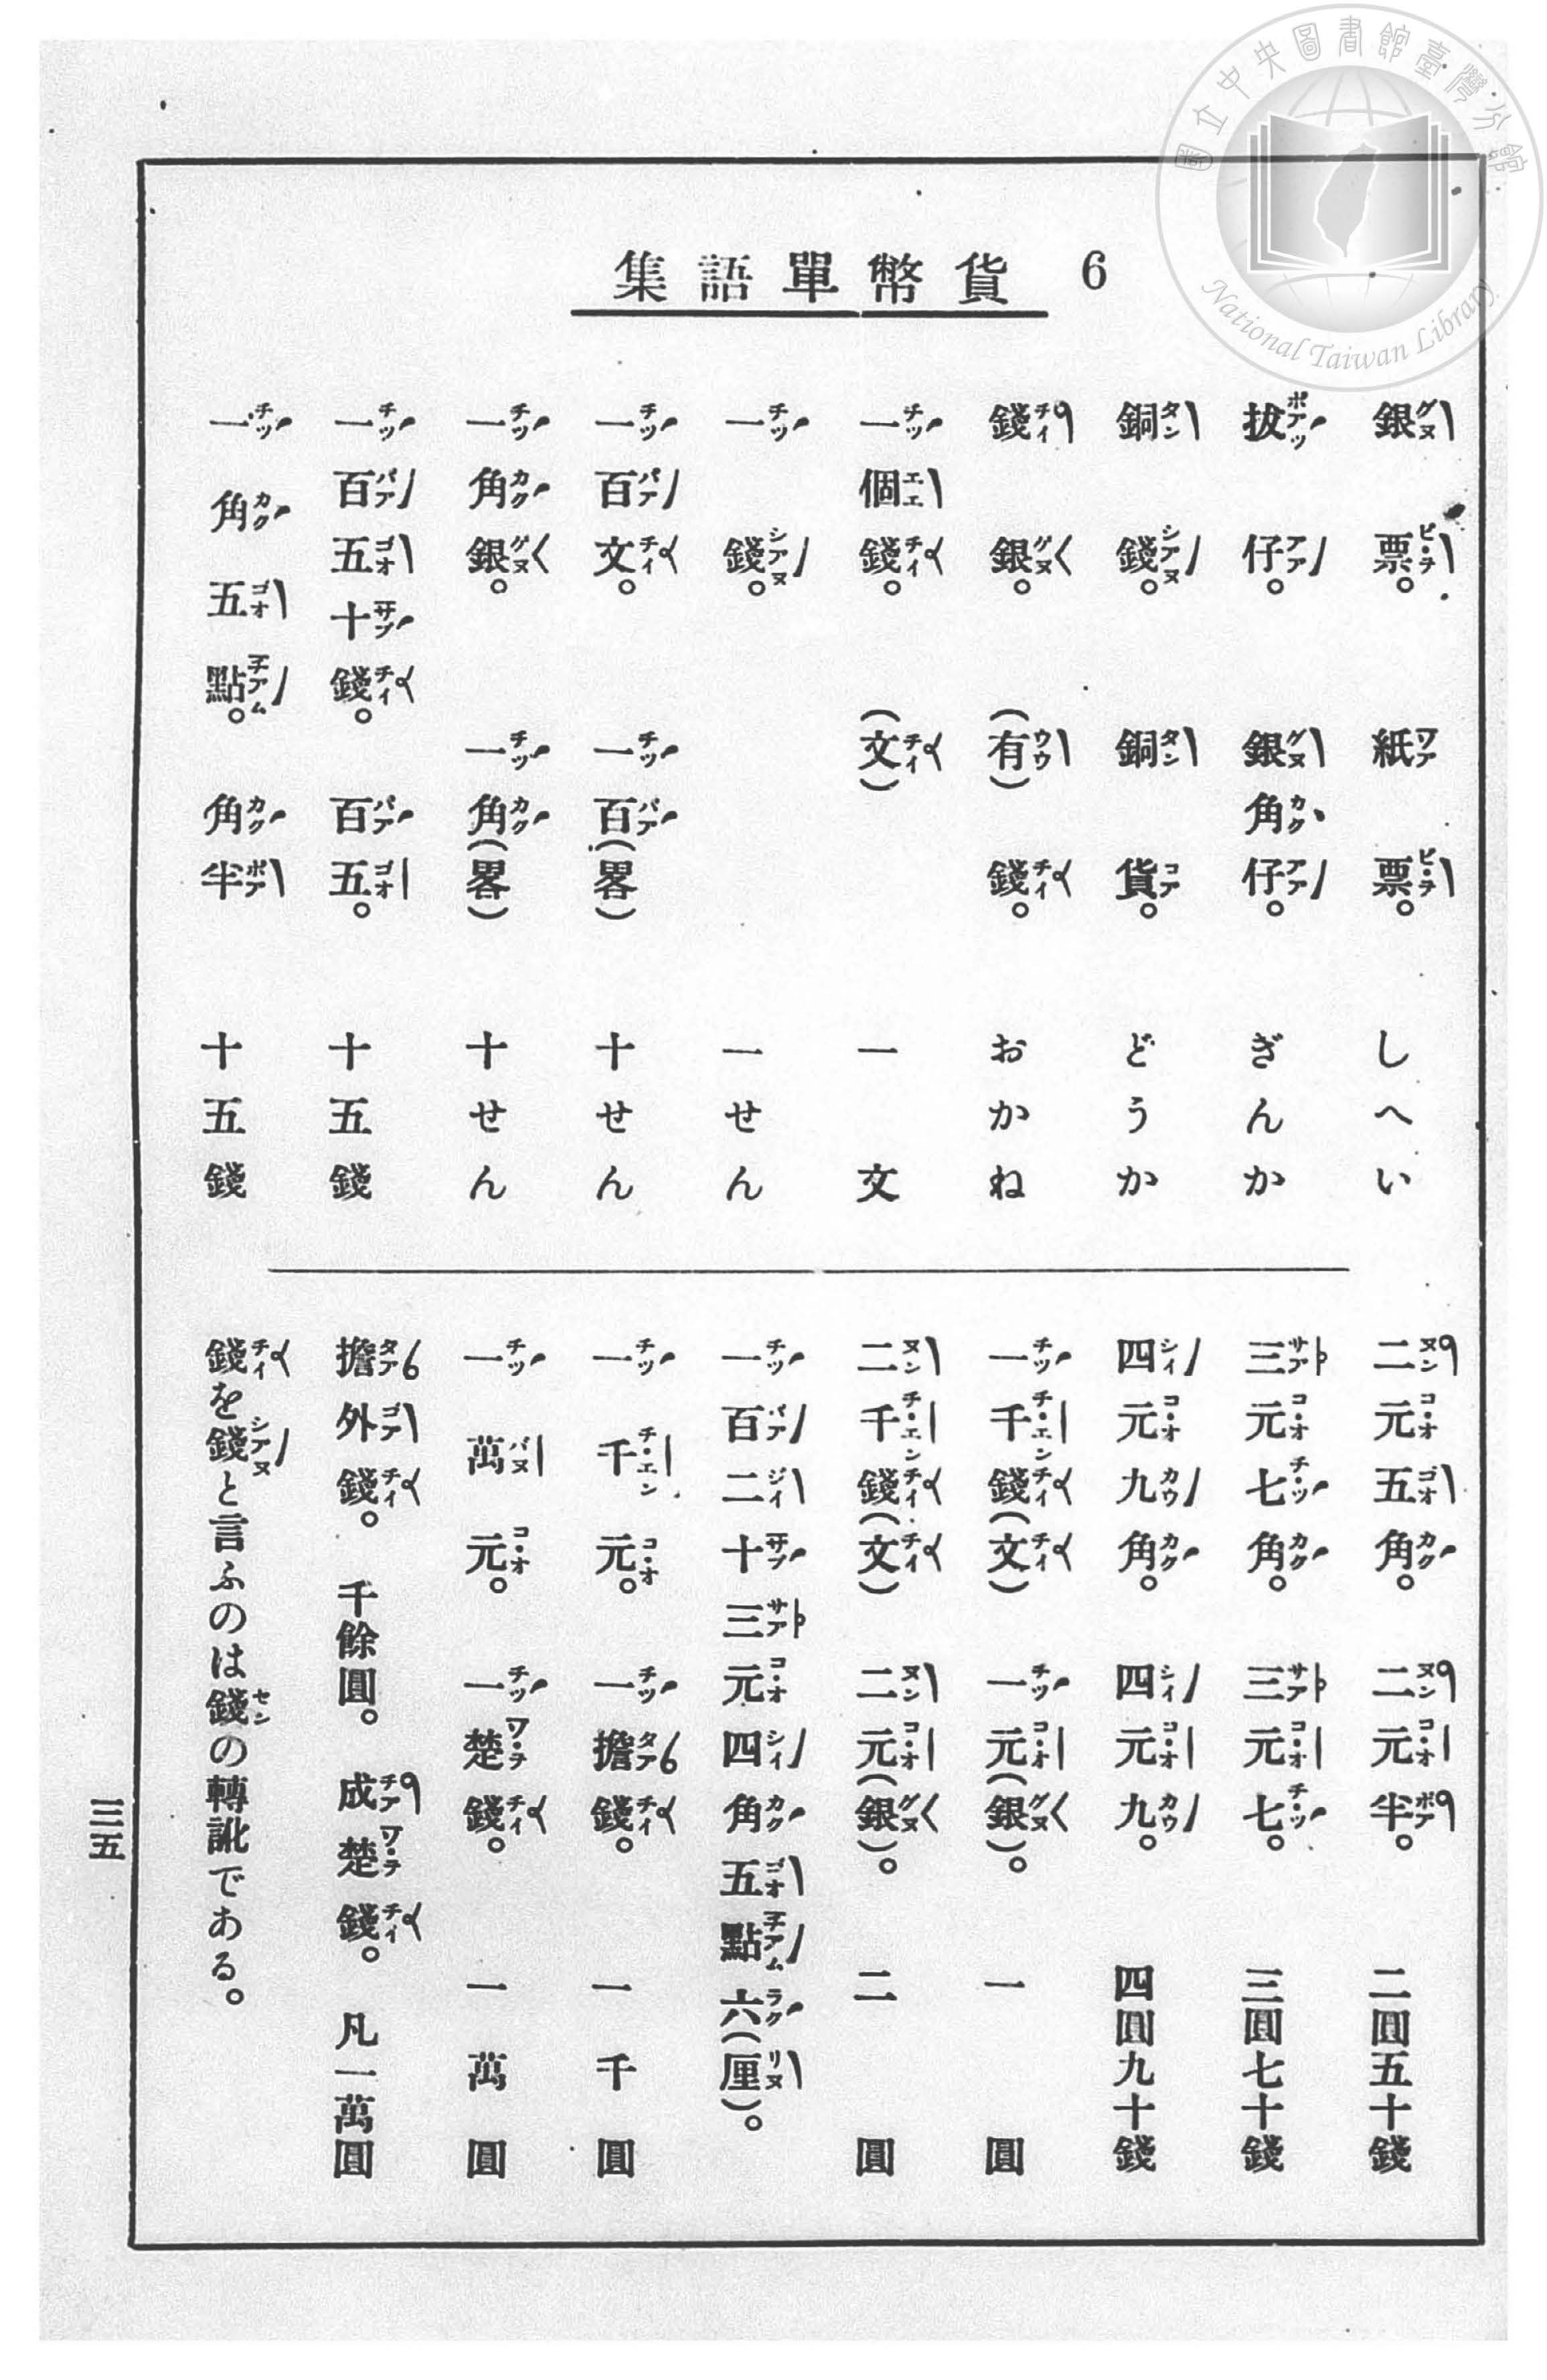 國立中央圖書館臺灣分館
National Taiwan Library
6 貨幣單語集
銀票。 紙票。 しへい
拔仔。 銀角仔。 ぎんか
銅錢。 銅貨。 どうか
錢銀。 (有)錢。 おかね
一個錢。 (文) 一文
一錢。 一せん
一百文。 一百(畧) 十せん
一角銀。 一角(畧) 十せん
一百五十錢。 百五。 十五錢
一角五點。 角半 十五錢
二元五角。 二元半。 二圓五十錢
三元七角。 三元七。 三圓七十錢
四元九角。 四元九。 四圓九十錢
一千錢(文) 一元(銀)。 一圓
二千錢(文) 二元(銀)。 二圓
一百二十三元四角五點六(厘)。
一千元。 一擔錢。 一千圓
一萬元。 一楚錢。 一萬圓
擔外錢。 千餘圓。 成楚錢。 凡一萬圓
錢を錢と言ふのは錢の轉訛である。
三五